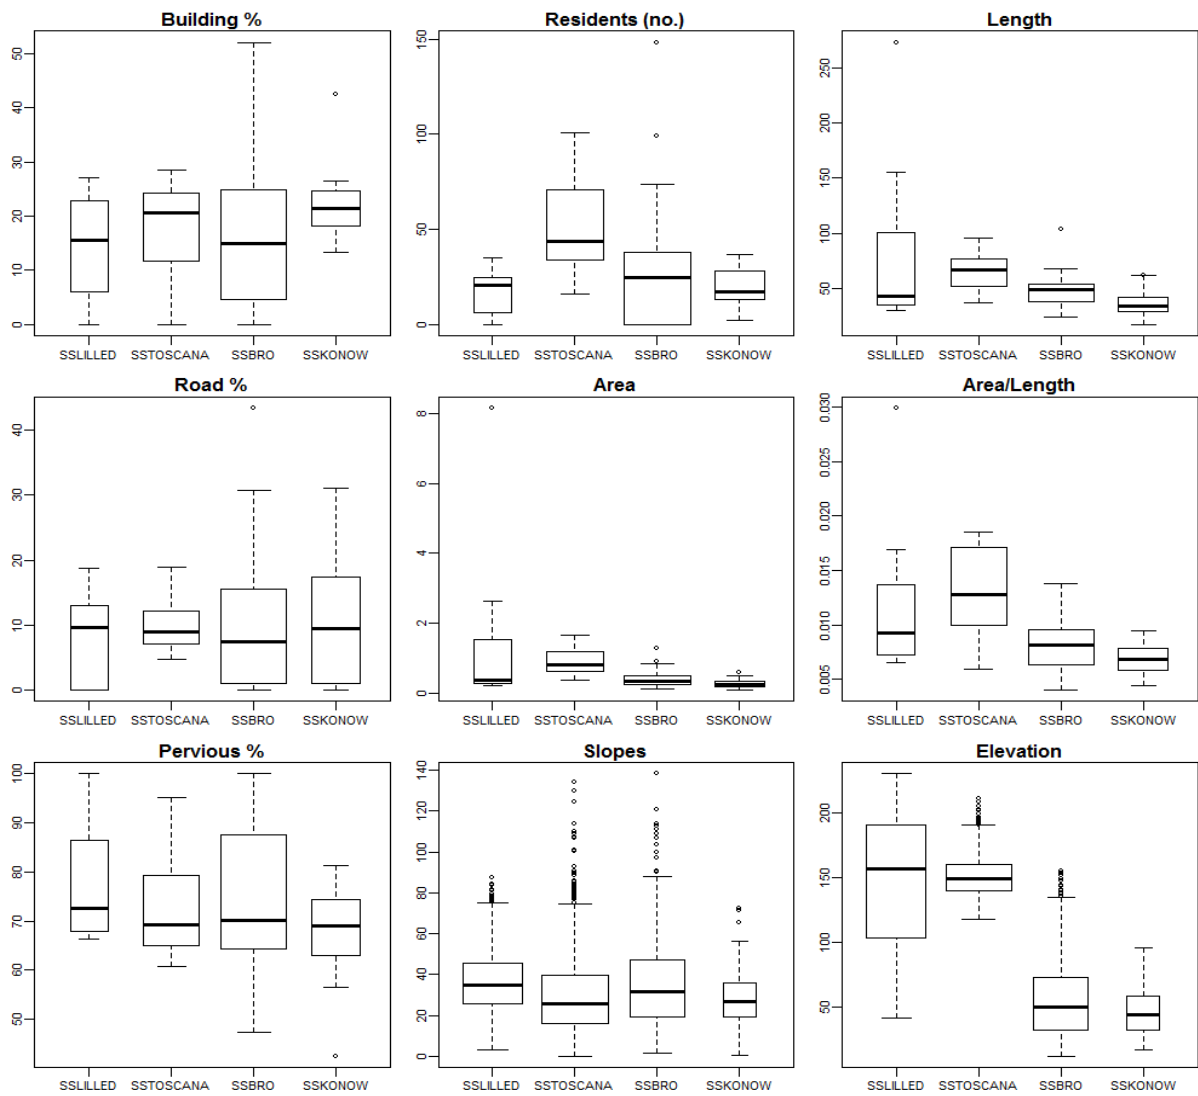 Building %
Residents (no.)
Length
50
40
30
20
10
0
150
100
50
0
250
200
150
100
50
SSLILLED SSTOSCANA SSBRO SSKONOW
SSLILLED SSTOSCANA SSBRO SSKONOW
SSLILLED SSTOSCANA SSBRO SSKONOW
Road %
Area
Area/Length
40
30
20
10
0
8
6
4
2
0
0.030
0.025
0.020
0.015
0.010
0.005
SSLILLED SSTOSCANA SSBRO SSKONOW
SSLILLED SSTOSCANA SSBRO SSKONOW
SSLILLED SSTOSCANA SSBRO SSKONOW
Pervious %
Slopes
Elevation
100
90
80
70
60
50
140
120
100
80
60
40
20
0
200
150
100
50
SSLILLED SSTOSCANA SSBRO SSKONOW
SSLILLED SSTOSCANA SSBRO SSKONOW
SSLILLED SSTOSCANA SSBRO SSKONOW